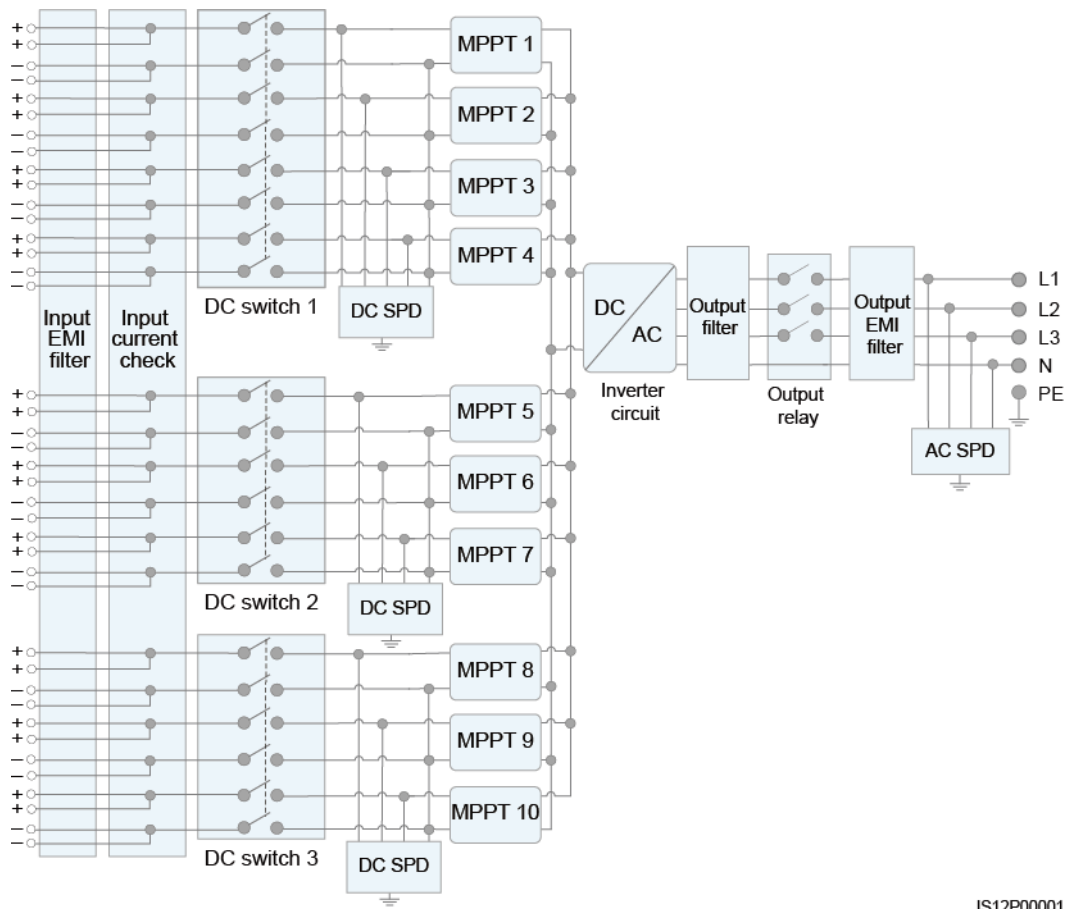 +
+
−
−
+
+
−
−
+
+
−
−
+
+
−
−
MPPT 1
MPPT 2
MPPT 3
MPPT 4
DC switch 1
DC SPD
Input
EMI
filter
Input
current
check
+
+
−
−
+
+
−
−
+
+
−
−
MPPT 5
MPPT 6
MPPT 7
DC switch 2
DC SPD
+
+
−
−
+
+
−
−
+
+
−
−
MPPT 8
MPPT 9
MPPT 10
DC switch 3
DC SPD
DC
AC
Inverter
circuit
Output
filter
Output
relay
Output
EMI
filter
L1
L2
L3
N
PE
AC SPD
IS12P00001